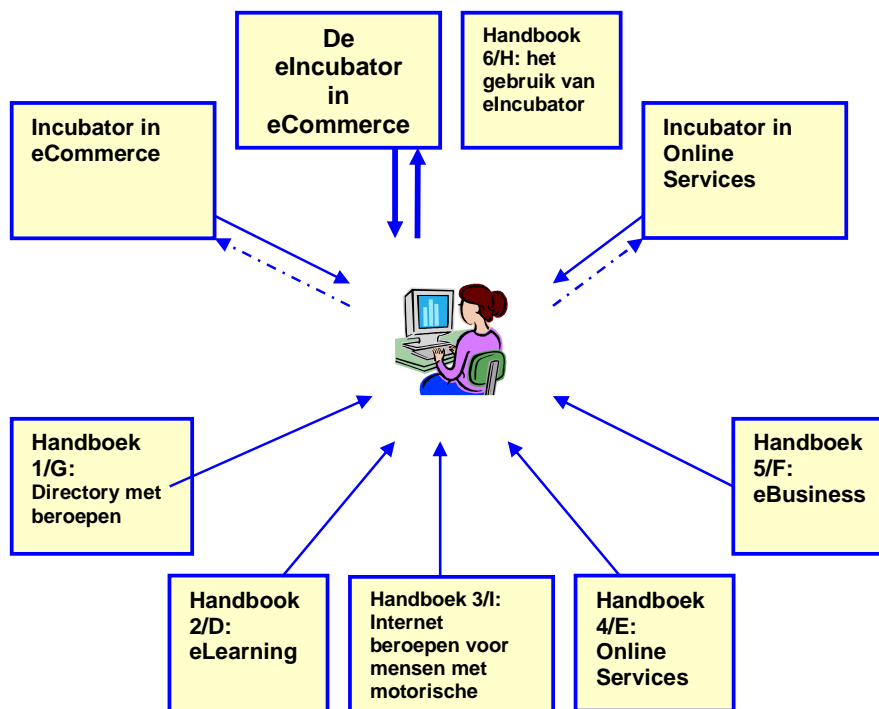 De
eIncubator
in
eCommerce
Handbook
6/H: het
gebruik van
eIncubator
Incubator in
eCommerce
Incubator in
Online
Services
Handboek
1/G:
Directory met
beroepen
Handboek
5/F:
eBusiness
Handbook
2/D:
eLearning
Handboek 3/I:
Internet
beroepen voor
mensen met
motorische
Handboek
4/E:
Online
Services